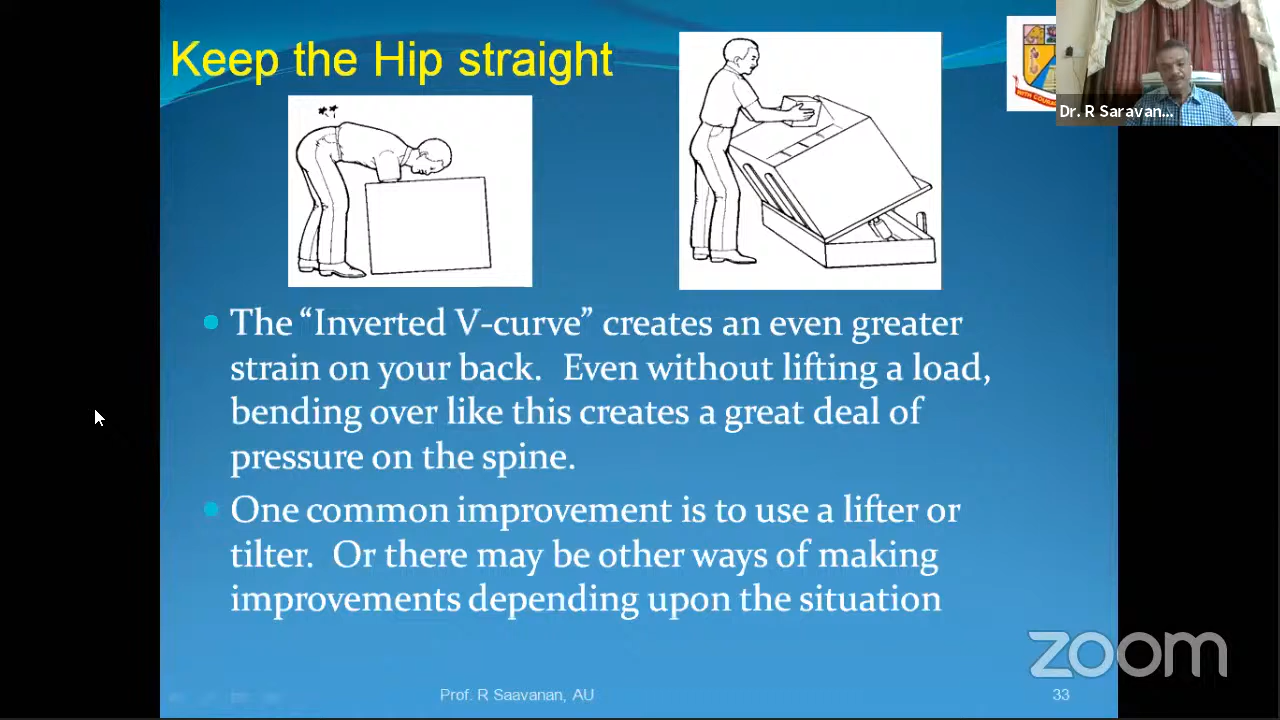 Keep the Hip straight
Dr. R Saravan...
The “Inverted V-curve” creates an even greater
strain on your back. Even without lifting a load,
bending over like this creates a great deal of
pressure on the spine.
One common improvement is to use a lifter or
tilter. Or there may be other ways of making
improvements depending upon the situation
zoom
Prof. R Saavanan, AU
33